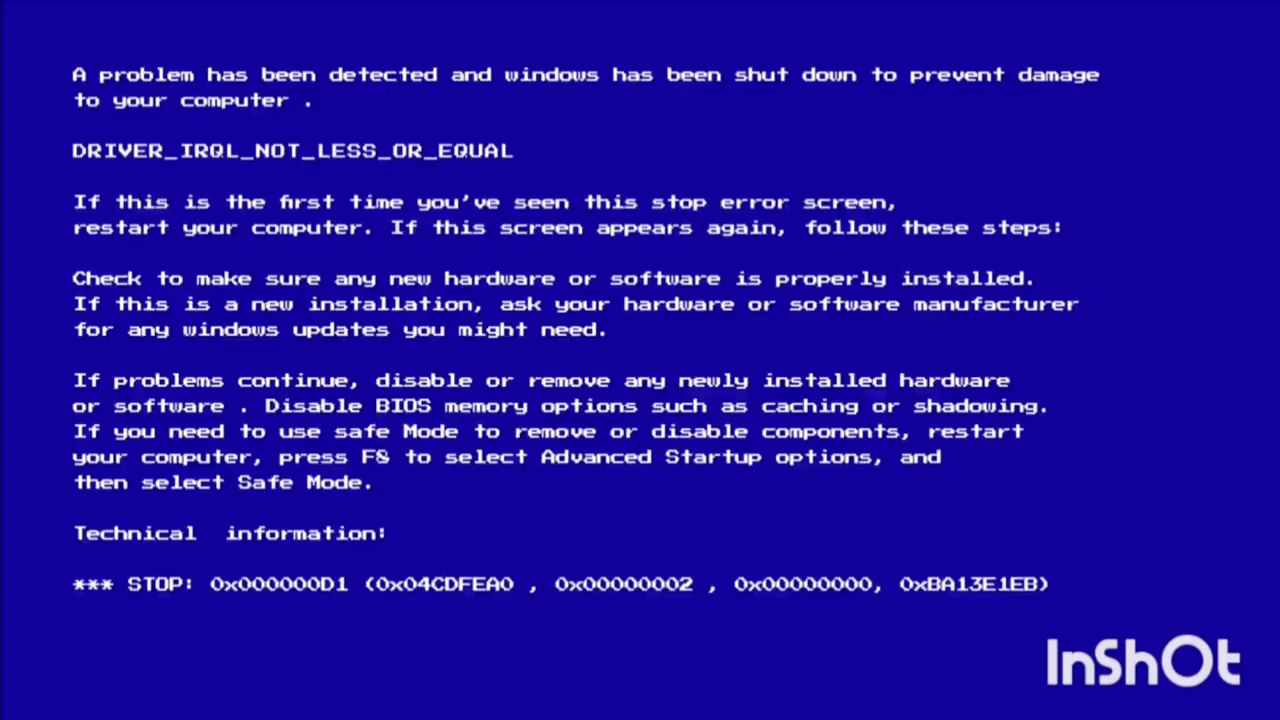 A problem has been detected and windows has been shut down to prevent damage
to your computer .
DRIVER_IRQL_NOT_LESS_OR_EQUAL
If this is the first time you've seen this stop error screen,
restart your computer. If this screen appears again, follow these steps:
Check to make sure any new hardware or software is properly installed.
If this is a new installation, ask your hardware or software manufacturer
for any windows updates you might need.
If problems continue, disable or remove any newly installed hardware
or software . Disable BIOS memory options such as caching or shadowing.
If you need to use safe Mode to remove or disable components, restart
your computer, press F8 to select Advanced Startup options, and
then select Safe Mode.
Technical  information:
*** STOP: 0x000000D1 (0x04CDFEA0 , 0x00000002 , 0x00000000, 0xBA13E1EB)
InShOt